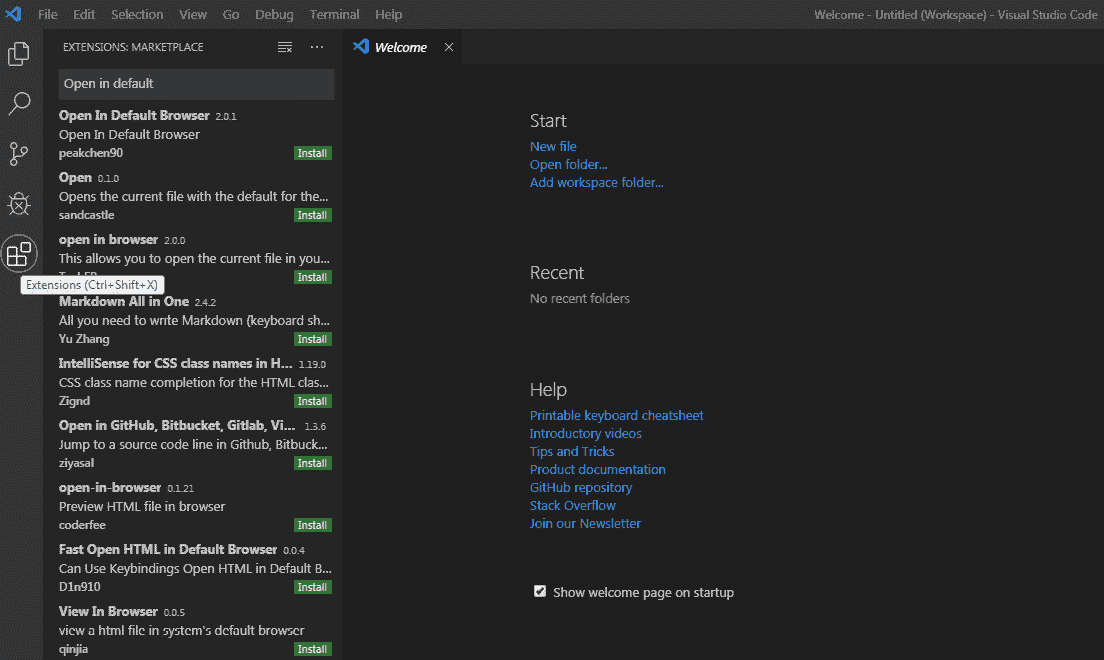 File Edit Selection View Go Debug Terminal Help
Welcome - Untitled (Workspace) - Visual Studio Code
EXTENSIONS: MARKETPLACE
Open in default
Open In Default Browser 2.0.1
Open In Default Browser
peakchen90
Install
Open 0.1.0
Opens the current file with the default for the...
sandcastle
Install
open in browser 2.0.0
This allows you to open the current file in you...
Install
Extensions (Ctrl+Shift+X)
Markdown All in One 2.4.2
All you need to write Markdown (keyboard sh...
Yu Zhang
Install
IntelliSense for CSS class names in H... 1.19.0
CSS class name completion for the HTML clas...
Zignd
Install
Open in GitHub, Bitbucket, Gitlab, Vi... 1.3.6
Jump to a source code line in Github, Bitbuck...
ziyasal
Install
open-in-browser 0.1.21
Preview HTML file in browser
coderfee
Install
Fast Open HTML in Default Browser 0.0.4
Can Use Keybindings Open HTML in Default B...
D1n910
Install
View In Browser 0.0.5
view a html file in system's default browser
qinjia
Install
Welcome
Start
New file
Open folder...
Add workspace folder...
Recent
No recent folders
Help
Printable keyboard cheatsheet
Introductory videos
Tips and Tricks
Product documentation
GitHub repository
Stack Overflow
Join our Newsletter
Show welcome page on startup